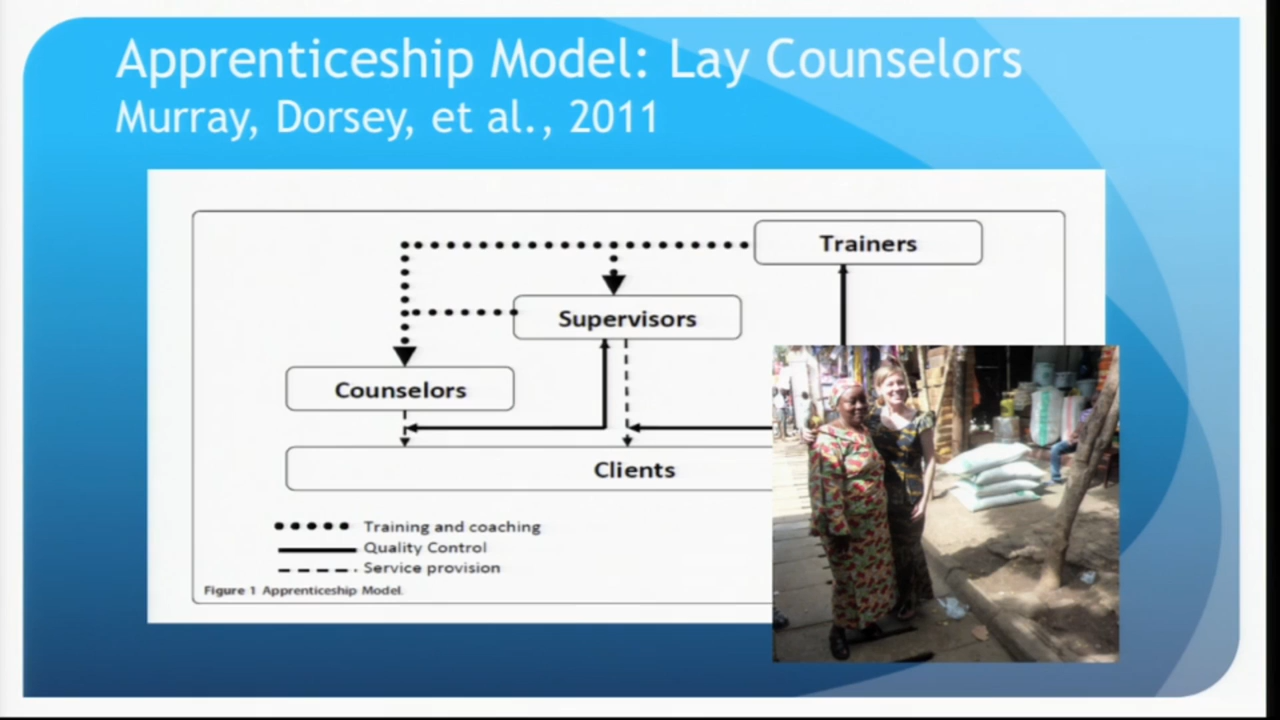 Apprenticeship Model: Lay Counselors
Murray, Dorsey, et al., 2011
Trainers
Supervisors
Counselors
Clients
Training and coaching
Quality Control
Service provision
Figure 1 Apprenticeship Model.